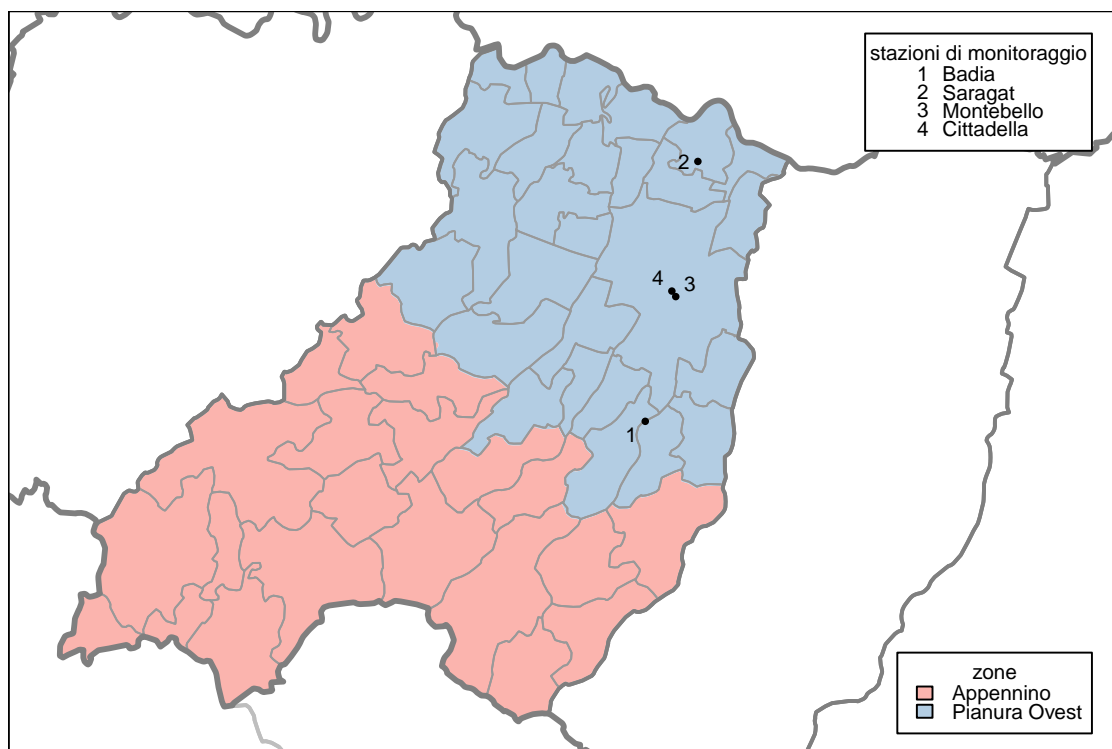 stazioni di monitoraggio
1 Badia
2 Saragat
3 Montebello
4 Cittadella
2
4 3
1
zone
Appennino
Pianura Ovest